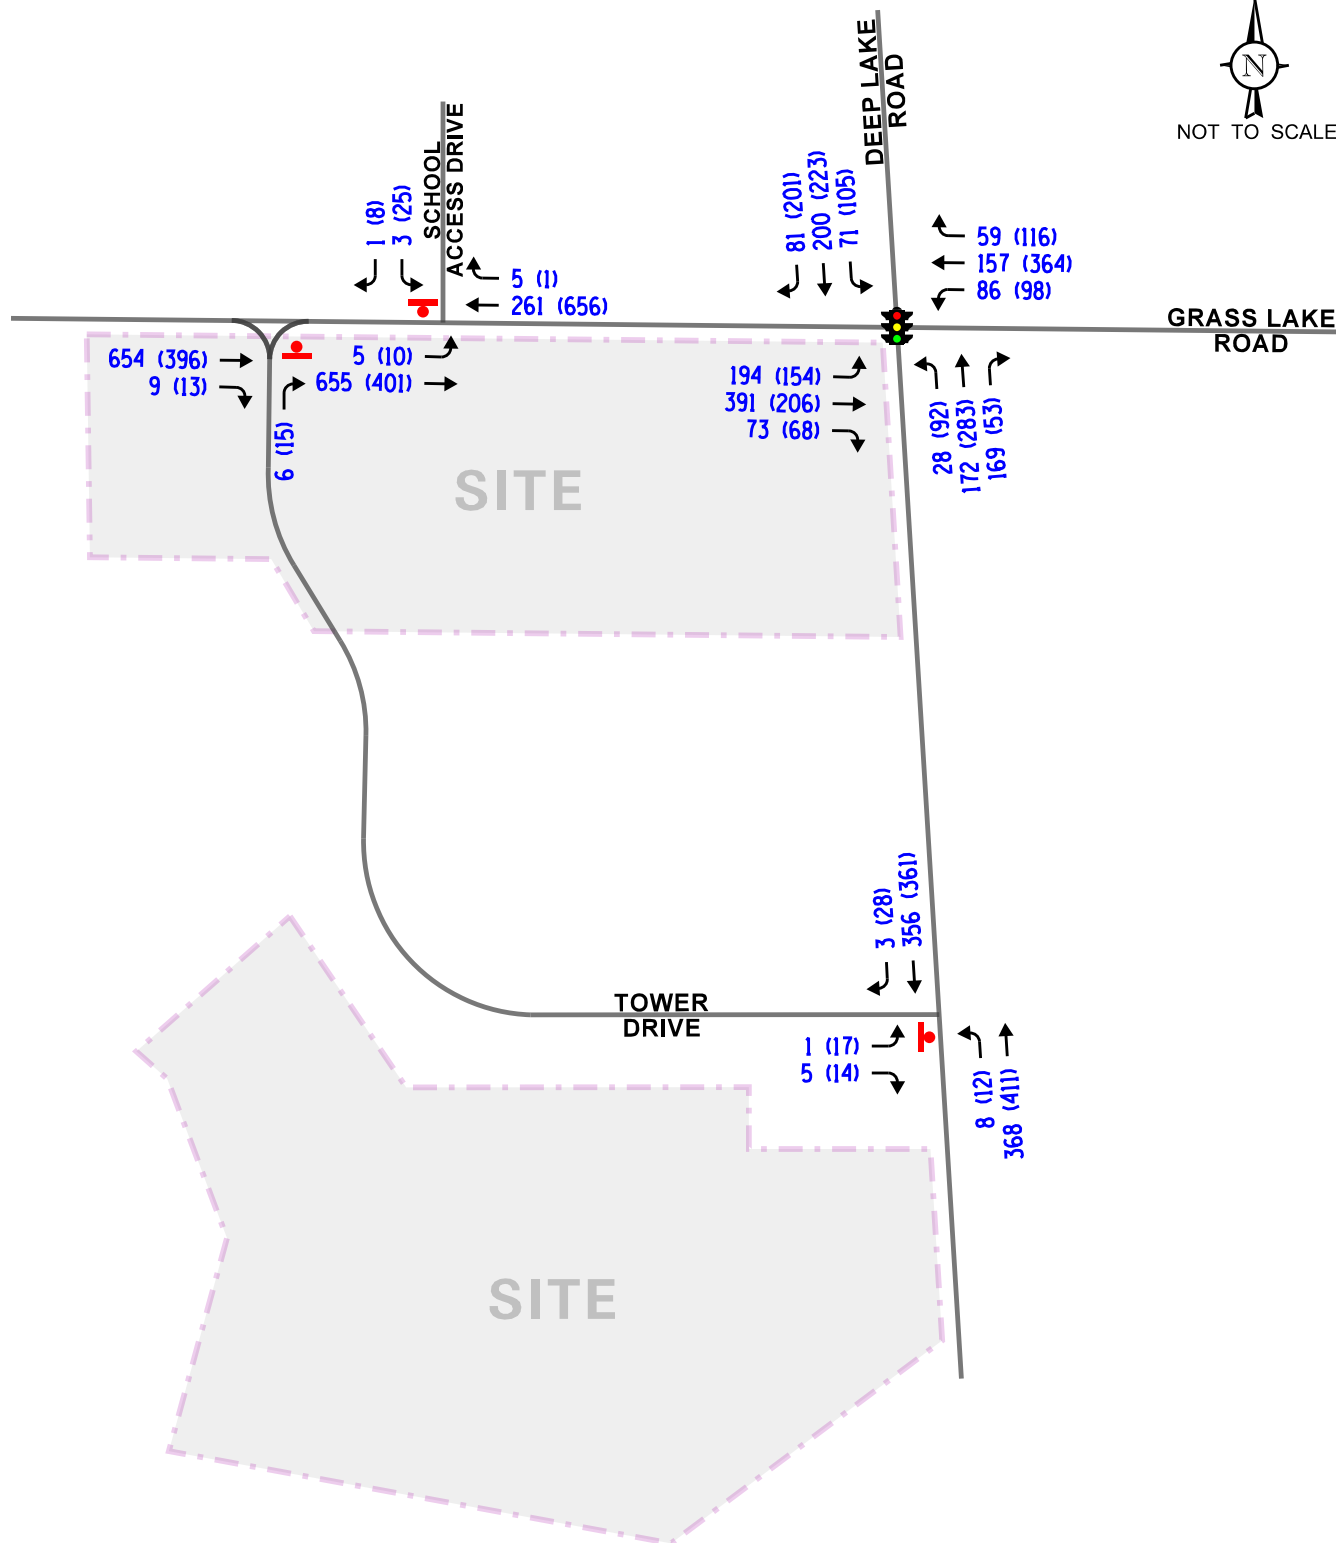 DEEP LAKE
ROAD
N
NOT TO SCALE
SCHOOL
ACCESS DRIVE
1 (8)
3 (25)
5 (1)
261 (656)
81 (201)
200 (223)
71 (105)
59 (116)
157 (364)
86 (98)
GRASS LAKE
ROAD
654 (396)
9 (13)
6 (15)
5 (10)
655 (401)
194 (154)
391 (206)
73 (68)
28 (92)
172 (283)
169 (53)
SITE
3 (28)
356 (361)
TOWER
DRIVE
1 (17)
5 (14)
8 (12)
368 (411)
SITE